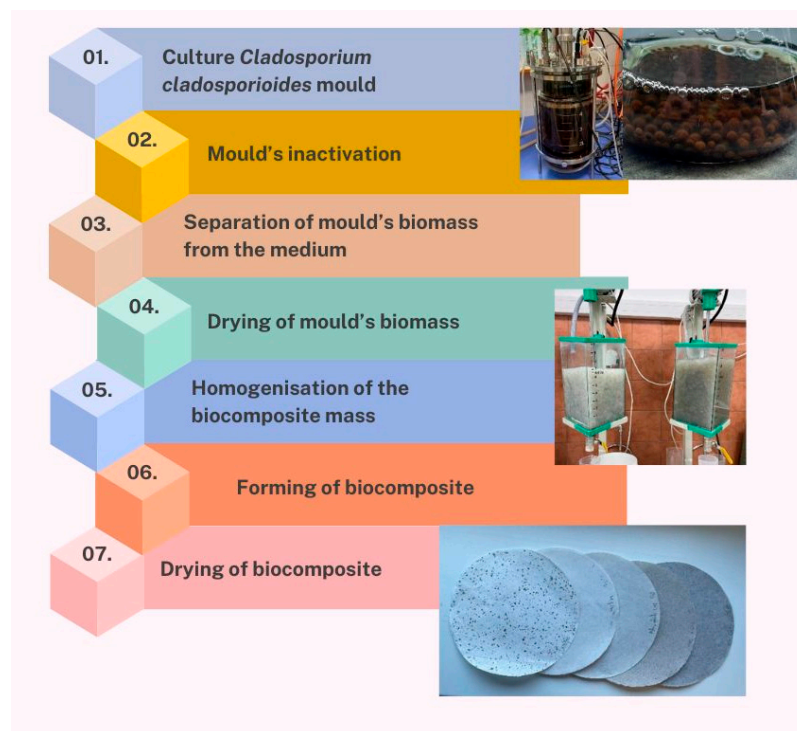 01.
Culture Cladosporium
cladosporioides mould
02.
Mould's inactivation
03.
Separation of mould's biomass
from the medium
04.
Drying of mould's biomass
05.
Homogenisation of the
biocomposite mass
06.
Forming of biocomposite
07.
Drying of biocomposite